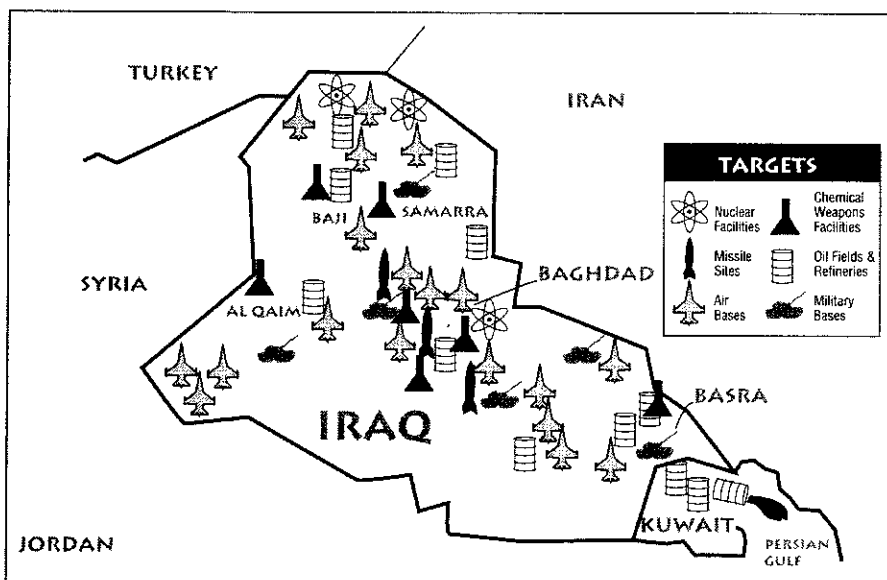 TURKEY
IRAN
TARGETS
Nuclear
Facilities
Chemical
Weapons
Facilities
Missile
Sites
Oil Fields &
Refineries
Air
Bases
Military
Bases
BAJI
SAMARRA
SYRIA
BAGHDAD
AL QAIM
BASRA
IRAQ
KUWAIT
JORDAN
PERSIAN
GULF